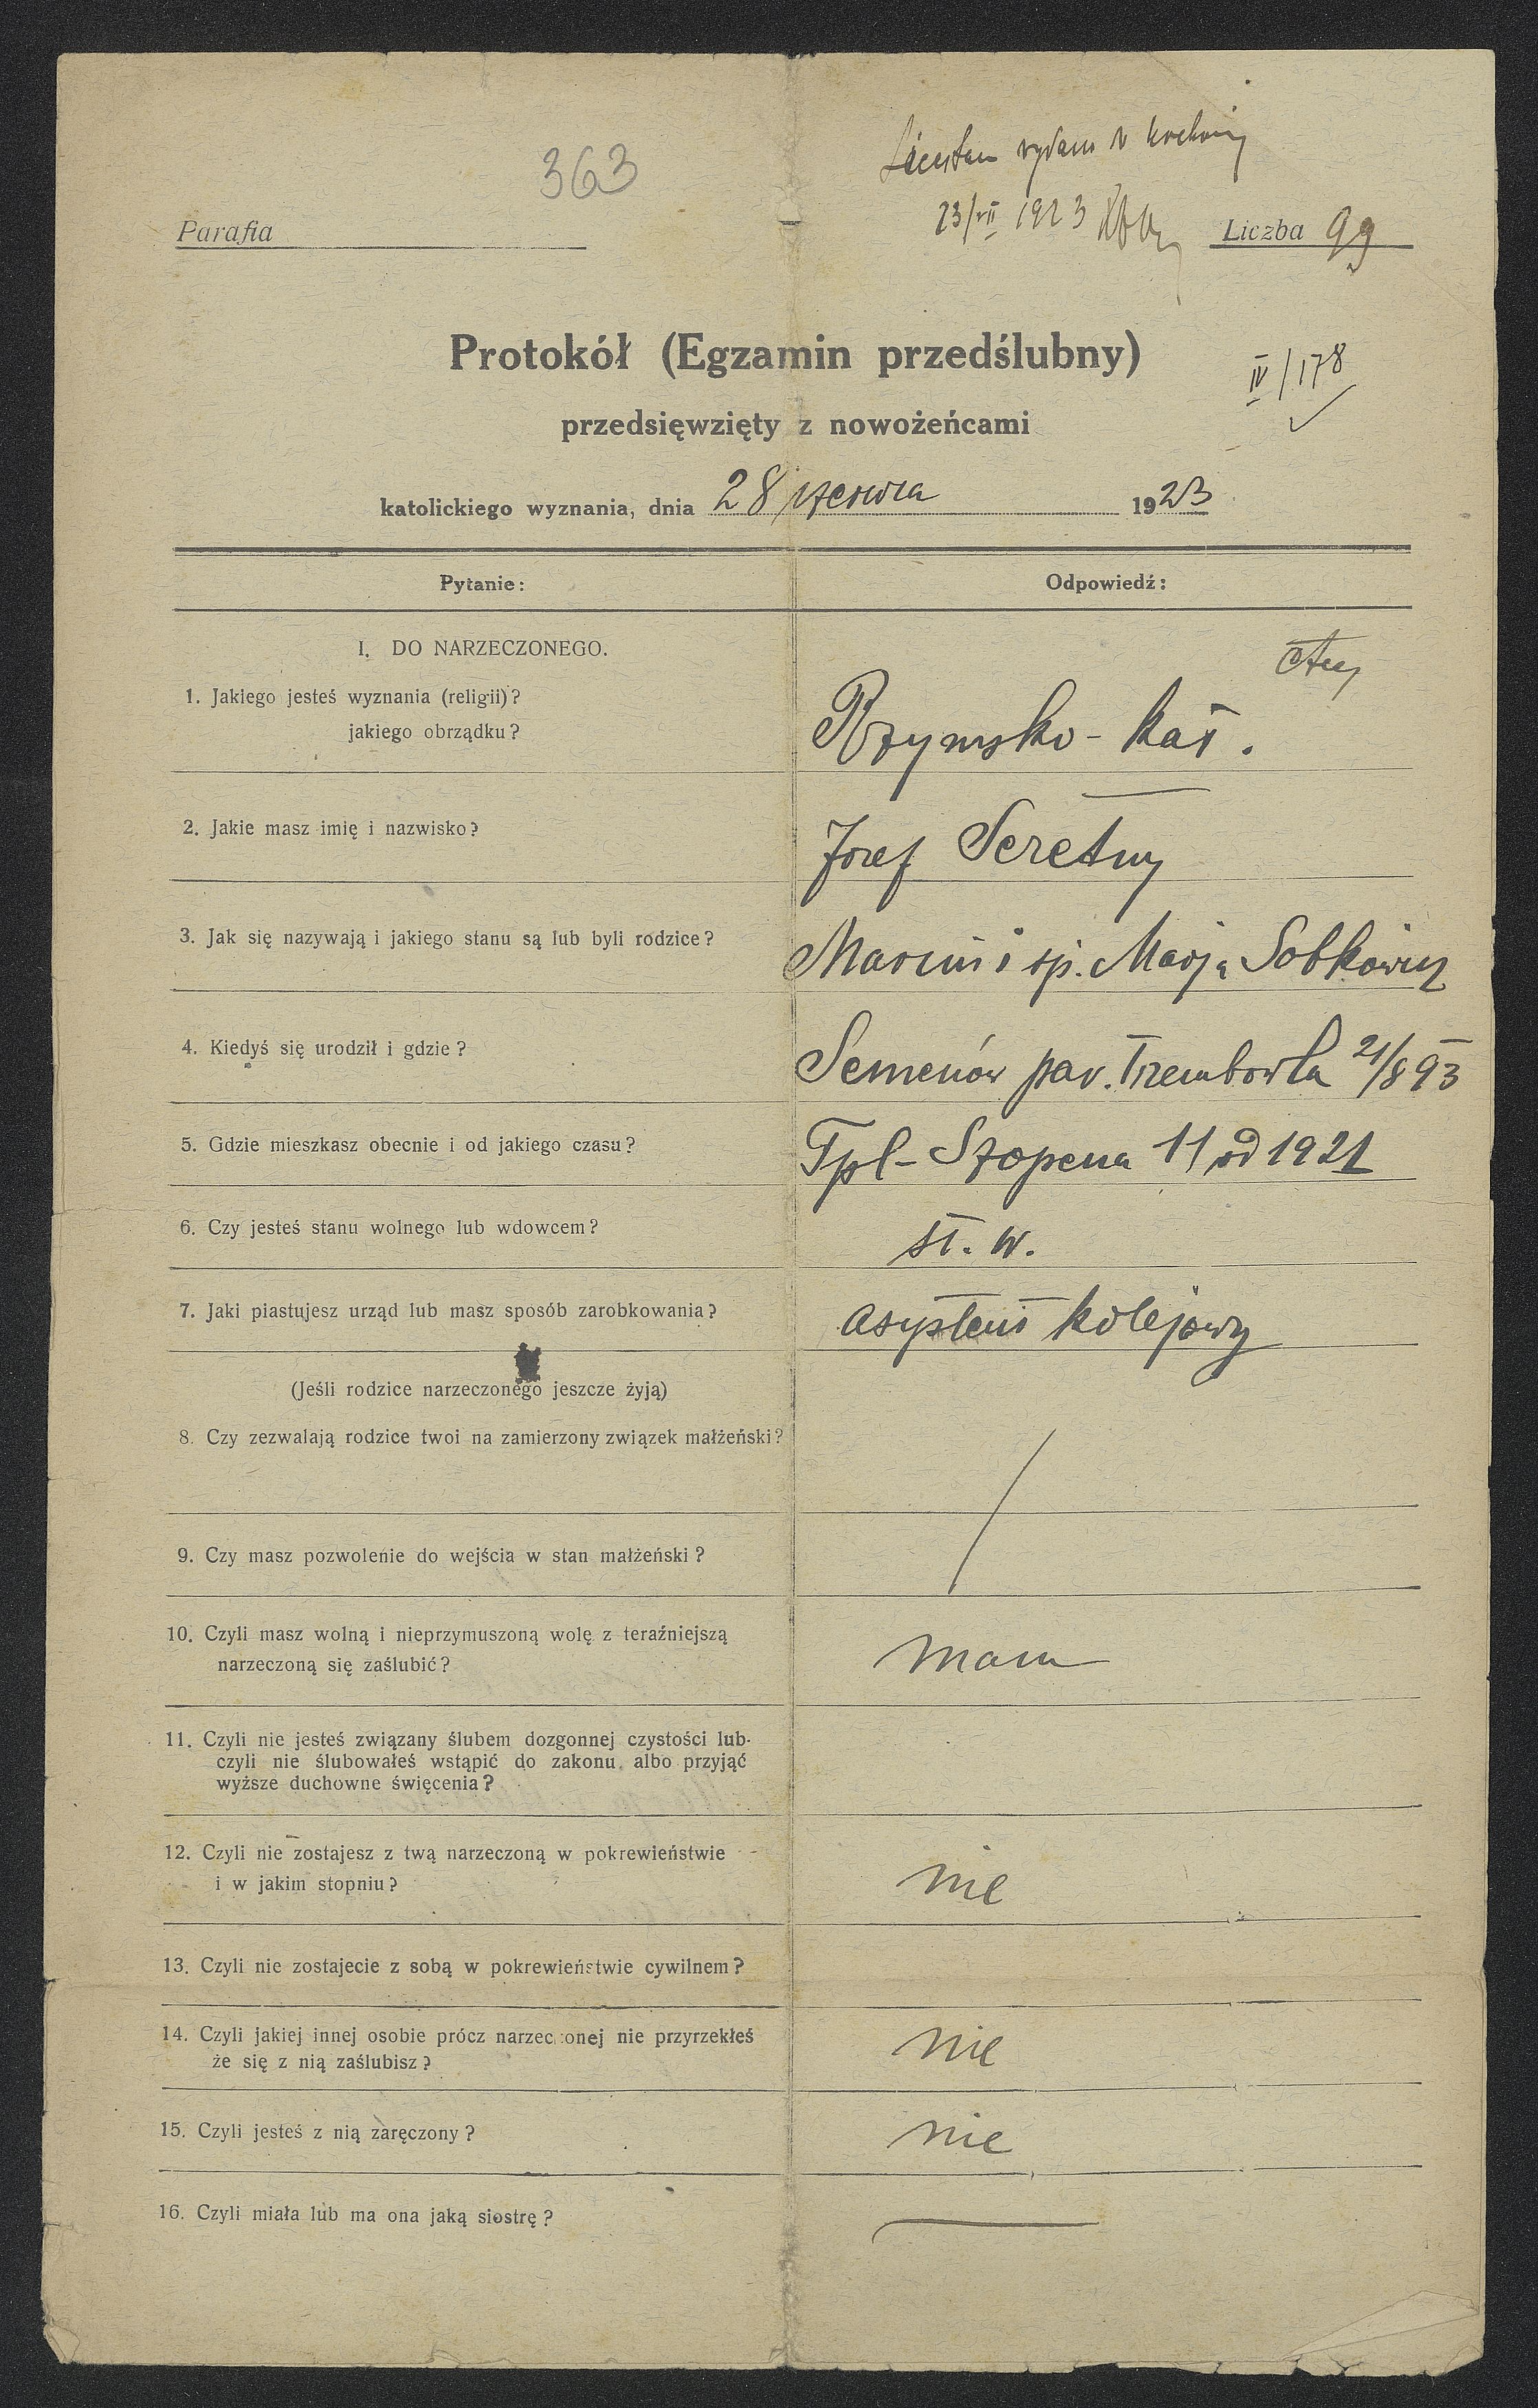 363
wydano
23/VII 1923
Parafia
Liczba 99
Protokół (Egzamin przedślubny)
IV/178
przedsięwzięty z nowożeńcami
katolickiego wyznania, dnia 28 czerwca 1923
Pytanie: Odpowiedź:
I. DO NARZECZONEGO.
1. Jakiego jesteś wyznania (religii)?
jakiego obrządku? Rzymsko-kat.
2. Jakie masz imię i nazwisko? Józef Seretny
3. Jak się nazywają i jakiego stanu są lub byli rodzice? Marcin i śp. Marja Sobkowicz
4. Kiedyś się urodził i gdzie? Semenów pow. Trembowla 21/8 93
5. Gdzie mieszkasz obecnie i od jakiego czasu? Tpl-Szopena 11 od 1921
6. Czy jesteś stanu wolnego lub wdowcem? st. w.
7. Jaki piastujesz urząd lub masz sposób zarobkowania? asystent kolejowy
(Jeśli rodzice narzeczonego jeszcze żyją)
8. Czy zezwalają rodzice twoi na zamierzony związek małżeński?
9. Czy masz pozwolenie do wejścia w stan małżeński?
10. Czyli masz wolną i nieprzymuszoną wolę z teraźniejszą
narzeczoną się zaślubić? mam
11. Czyli nie jesteś związany ślubem dozgonnej czystości lub
czyli nie ślubowałeś wstąpić do zakonu, albo przyjąć
wyższe duchowne święcenia?
12. Czyli nie zostajesz z twą narzeczoną w pokrewieństwie
i w jakim stopniu? nie
13. Czyli nie zostajecie z sobą w pokrewieństwie cywilnem?
14. Czyli jakiej innej osobie prócz narzeczonej nie przyrzekłeś
że się z nią zaślubisz? nie
15. Czyli jesteś z nią zaręczony? nie
16. Czyli miała lub ma ona jaką siostrę?